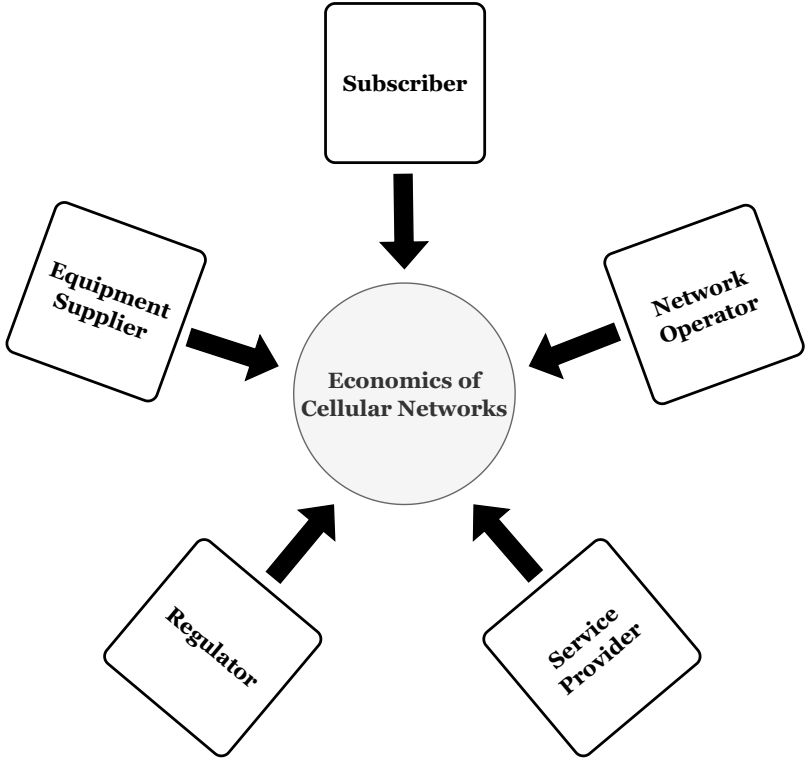 Subscriber
Equipment
Supplier
Network
Operator
Economics of
Cellular Networks
Regulator
Service
Provider